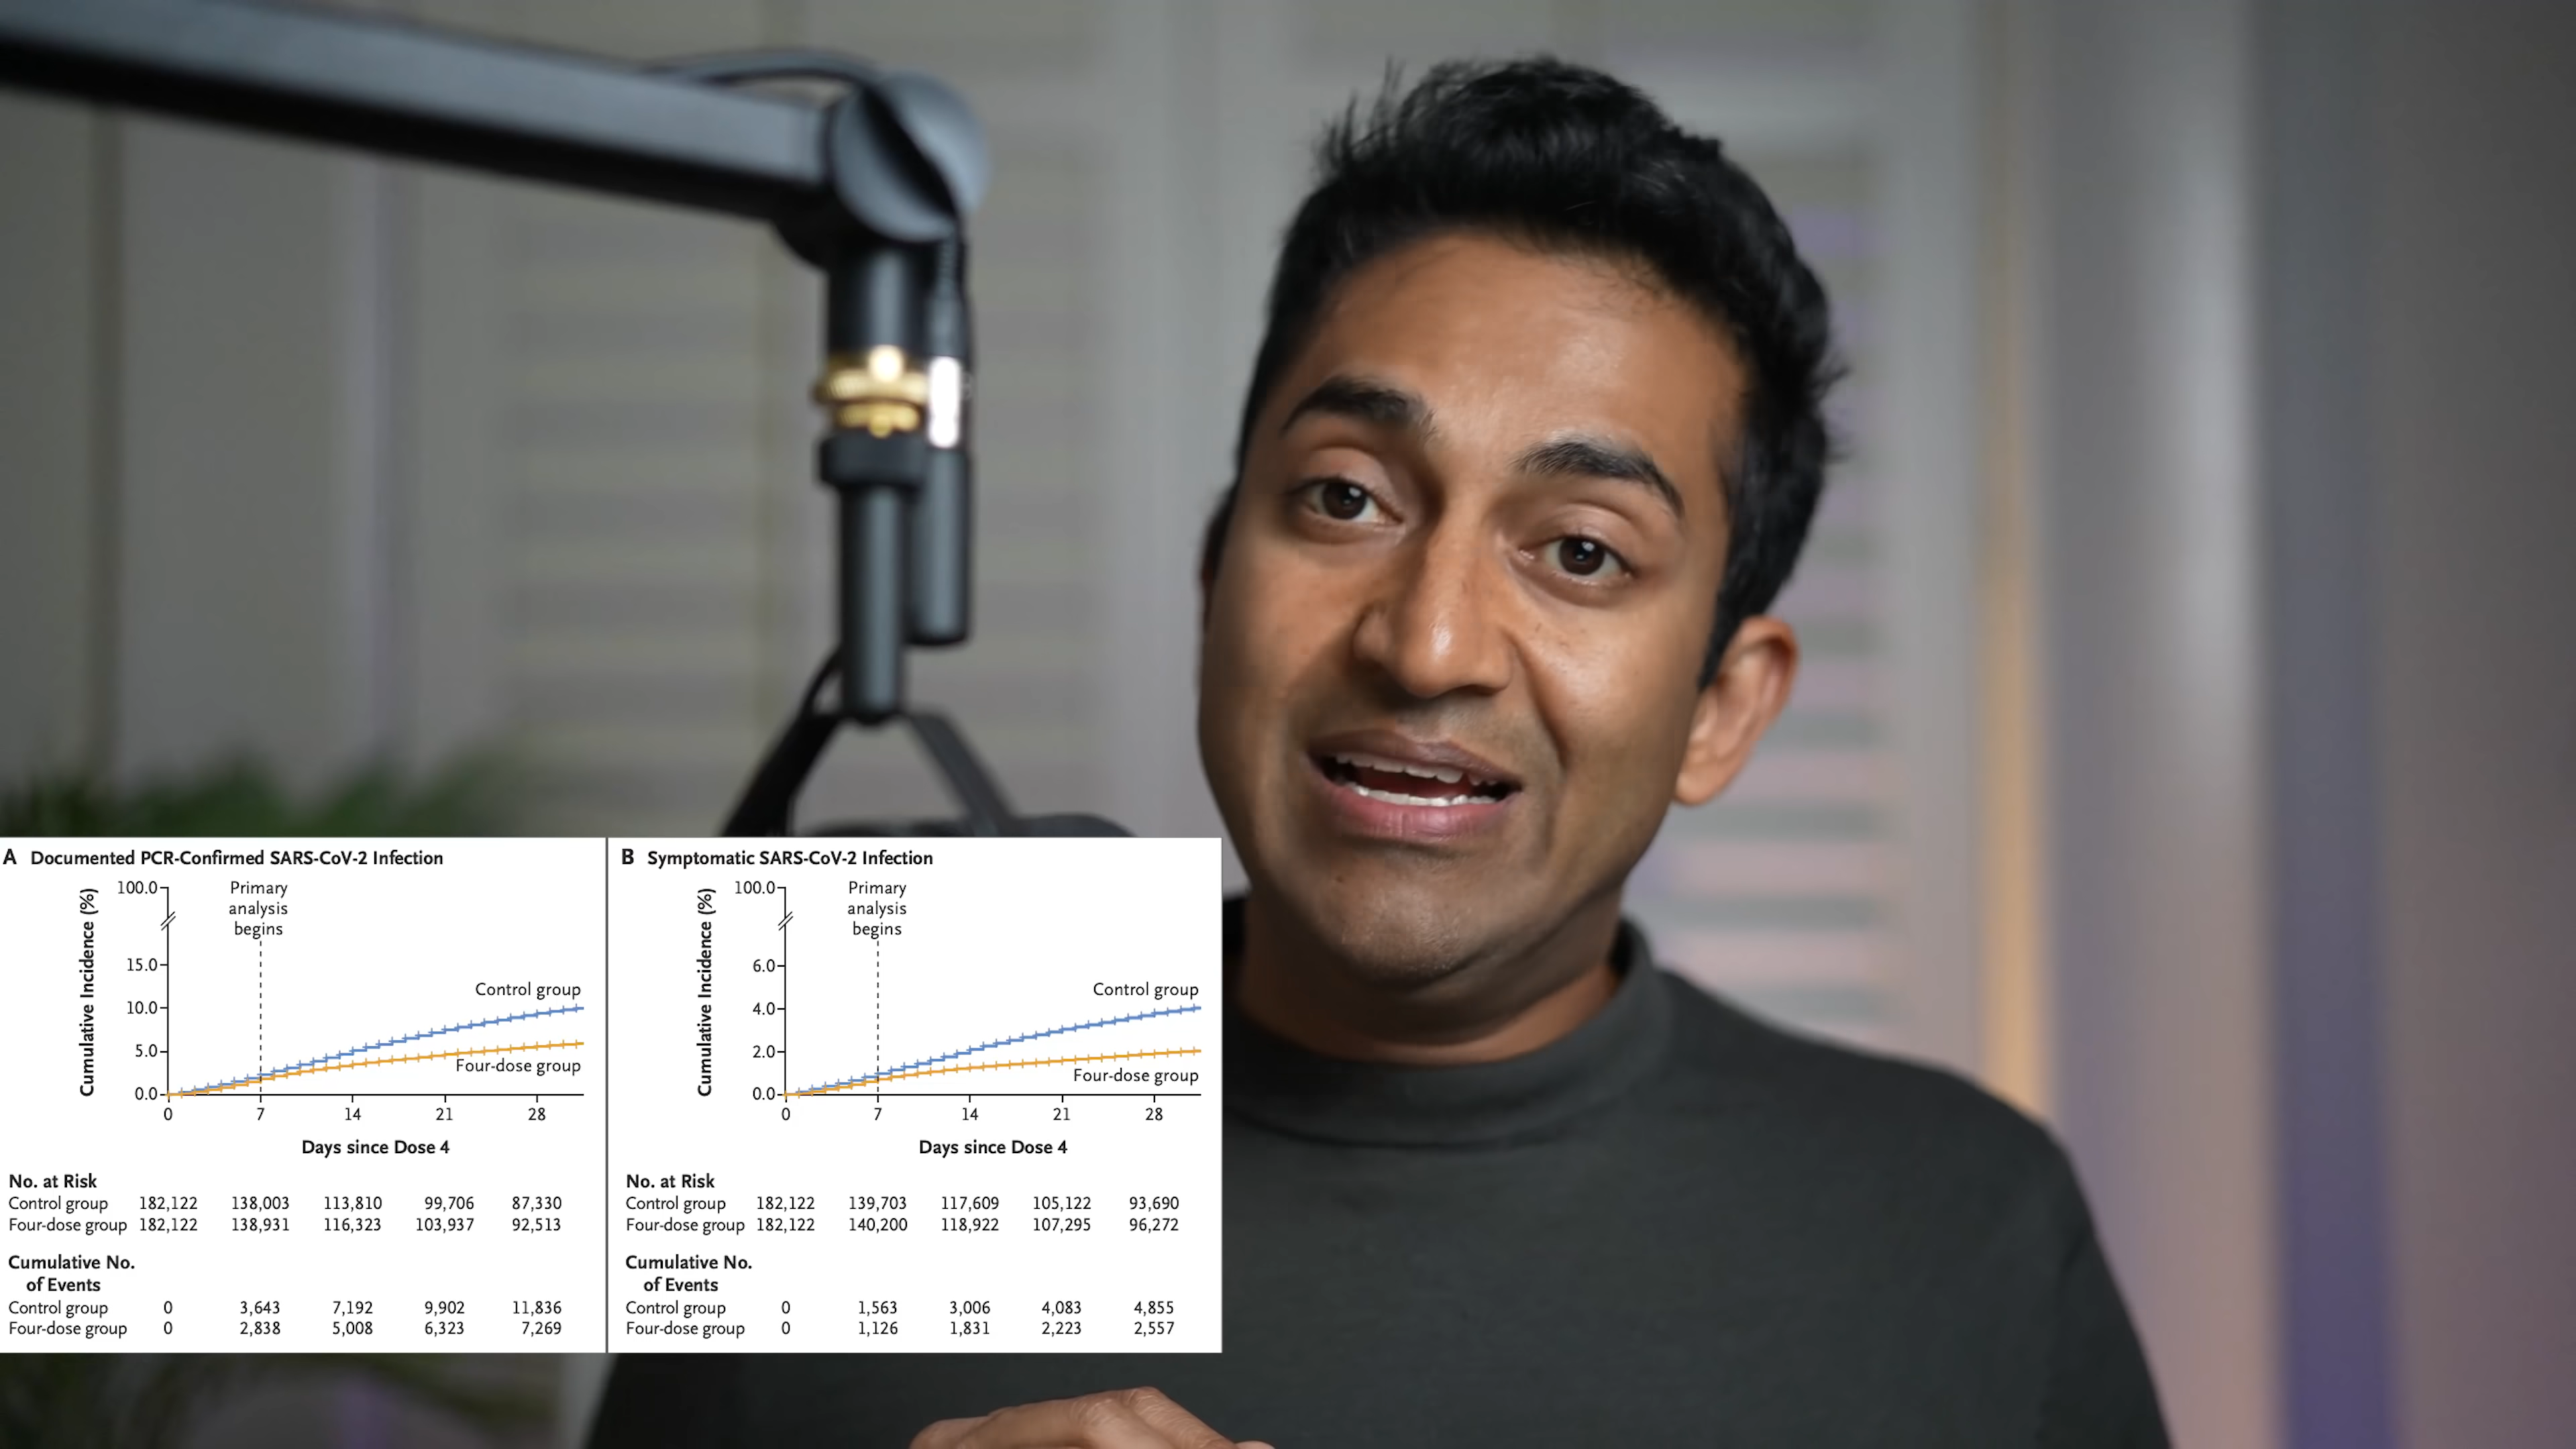 A Documented PCR-Confirmed SARS-CoV-2 Infection
Cumulative Incidence (%)
100.0
15.0
10.0
5.0
0.0
Primary
analysis
begins
Control group
Four-dose group
0 7 14 21 28
Days since Dose 4
No. at Risk
Control group 182,122 138,003 113,810 99,706 87,330
Four-dose group 182,122 138,931 116,323 103,937 92,513
Cumulative No.
of Events
Control group 0 3,643 7,192 9,902 11,836
Four-dose group 0 2,838 5,008 6,323 7,269
B Symptomatic SARS-CoV-2 Infection
Cumulative Incidence (%)
100.0
6.0
4.0
2.0
0.0
Primary
analysis
begins
Control group
Four-dose group
0 7 14 21 28
Days since Dose 4
No. at Risk
Control group 182,122 139,703 117,609 105,122 93,690
Four-dose group 182,122 140,200 118,922 107,295 96,272
Cumulative No.
of Events
Control group 0 1,563 3,006 4,083 4,855
Four-dose group 0 1,126 1,831 2,223 2,557